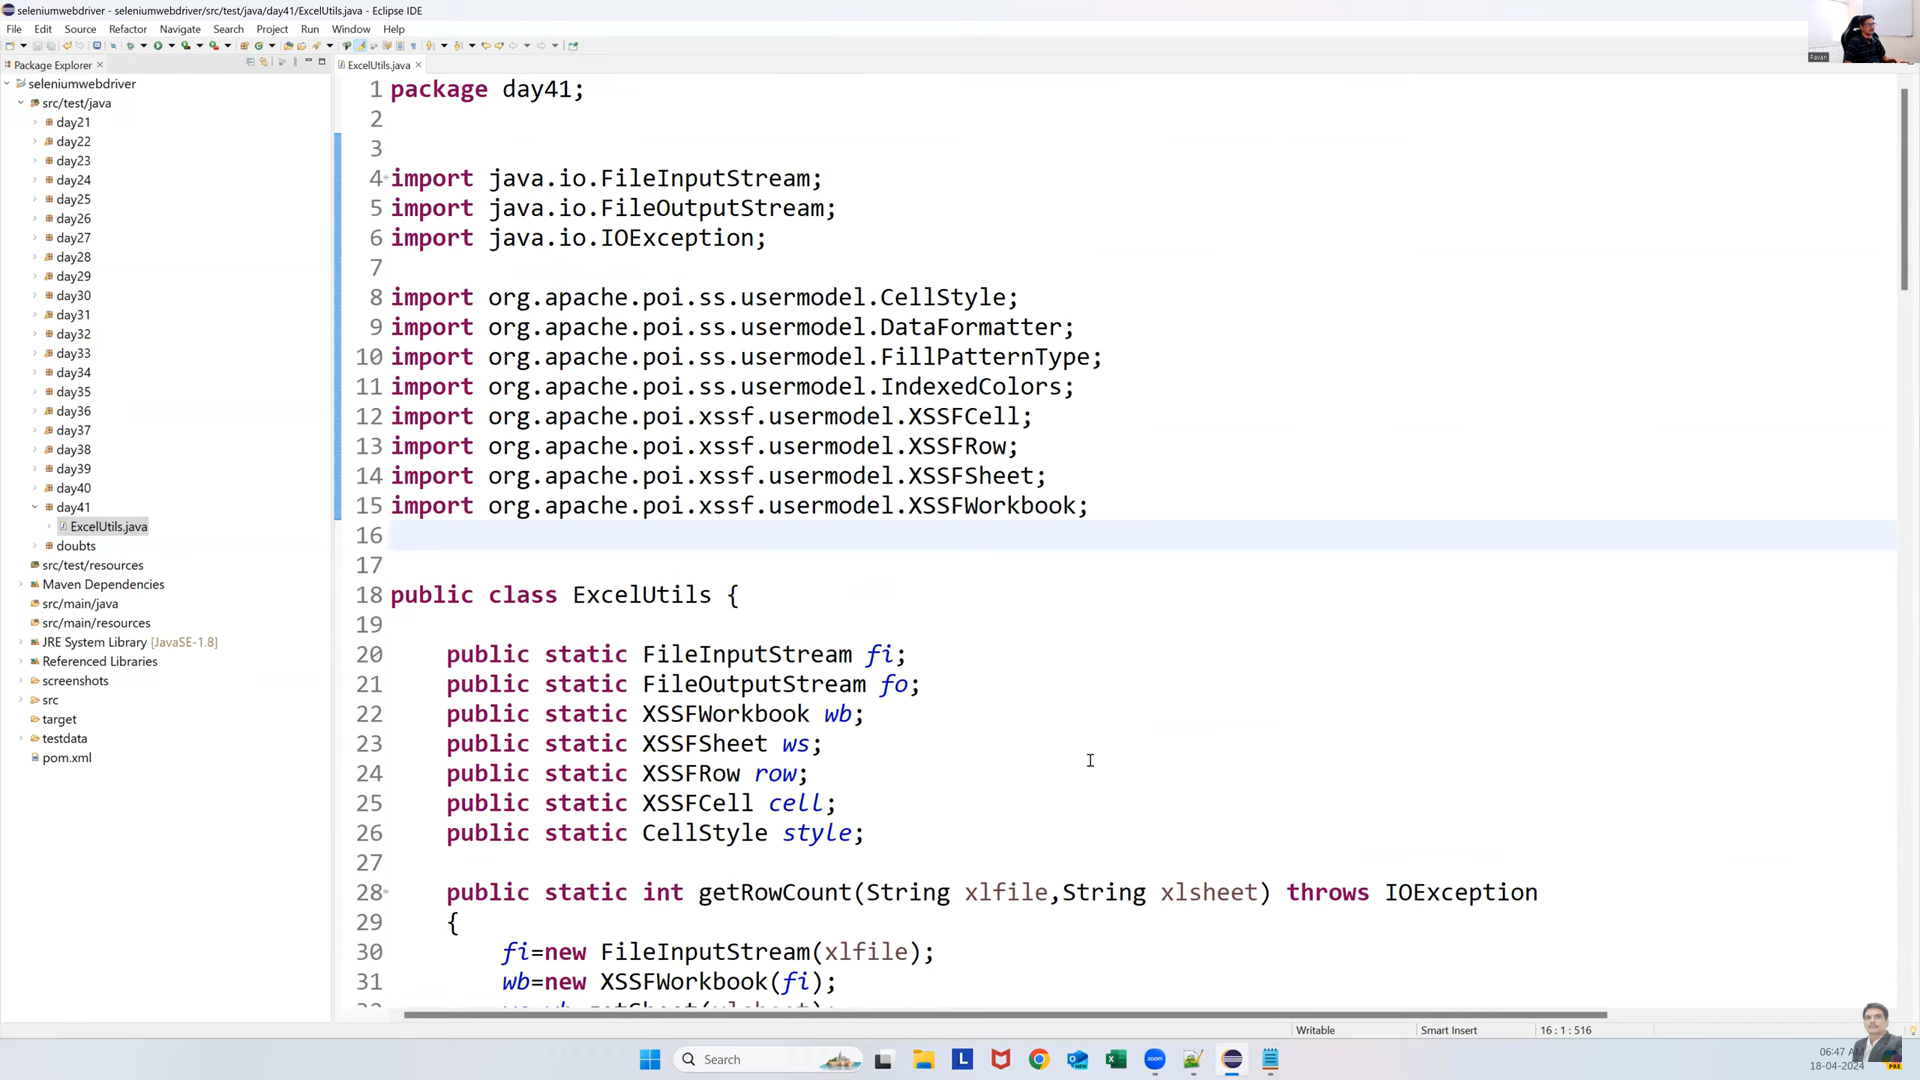 seleniumwebdriver - seleniumwebdriver/src/test/java/day41/ExcelUtils.java - Eclipse IDE
File Edit Source Refactor Navigate Search Project Run Window Help
Package Explorer
seleniumwebdriver
src/test/java
day21
day22
day23
day24
day25
day26
day27
day28
day29
day30
day31
day32
day33
day34
day35
day36
day37
day38
day39
day40
day41
ExcelUtils.java
doubts
src/test/resources
Maven Dependencies
src/main/java
src/main/resources
JRE System Library [JavaSE-1.8]
Referenced Libraries
screenshots
src
target
testdata
pom.xml
ExcelUtils.java
1 package day41;
2
3
4 import java.io.FileInputStream;
5 import java.io.FileOutputStream;
6 import java.io.IOException;
7
8 import org.apache.poi.ss.usermodel.CellStyle;
9 import org.apache.poi.ss.usermodel.DataFormatter;
10 import org.apache.poi.ss.usermodel.FillPatternType;
11 import org.apache.poi.ss.usermodel.IndexedColors;
12 import org.apache.poi.xssf.usermodel.XSSFCell;
13 import org.apache.poi.xssf.usermodel.XSSFRow;
14 import org.apache.poi.xssf.usermodel.XSSFSheet;
15 import org.apache.poi.xssf.usermodel.XSSFWorkbook;
16
17
18 public class ExcelUtils {
19
20 public static FileInputStream fi;
21 public static FileOutputStream fo;
22 public static XSSFWorkbook wb;
23 public static XSSFSheet ws;
24 public static XSSFRow row;
25 public static XSSFCell cell;
26 public static CellStyle style;
27
28 public static int getRowCount(String xlfile,String xlsheet) throws IOException
29 {
30 fi=new FileInputStream(xlfile);
31 wb=new XSSFWorkbook(fi);
Pavan
Writable
Smart Insert
16 : 1 : 516
Search
L
06:47 AM
18-04-2024
PRE